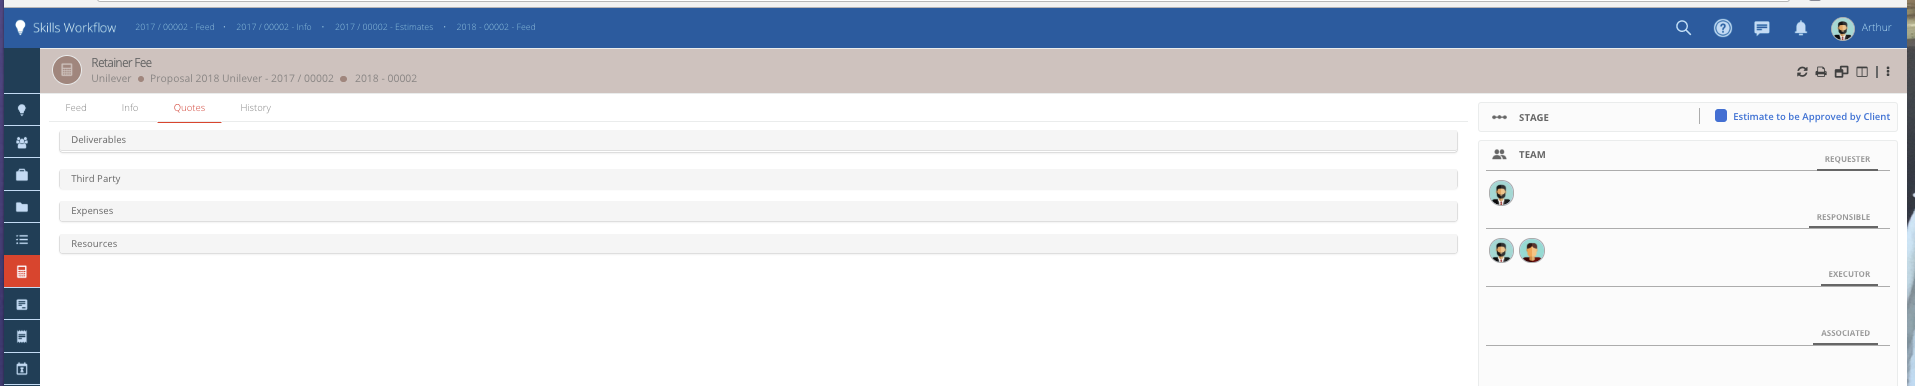 Skills Workflow 2017 / 00002 - Feed · 2017 / 00002 - Info · 2017 / 00002 - Estimates · 2018 - 00002 - Feed Arthur
Retainer Fee
Unilever ● Proposal 2018 Unilever - 2017 / 00002 ● 2018 - 00002
Feed Info Quotes History
Deliverables
Third Party
Expenses
Resources
STAGE Estimate to be Approved by Client
TEAM
REQUESTER
RESPONSIBLE
EXECUTOR
ASSOCIATED